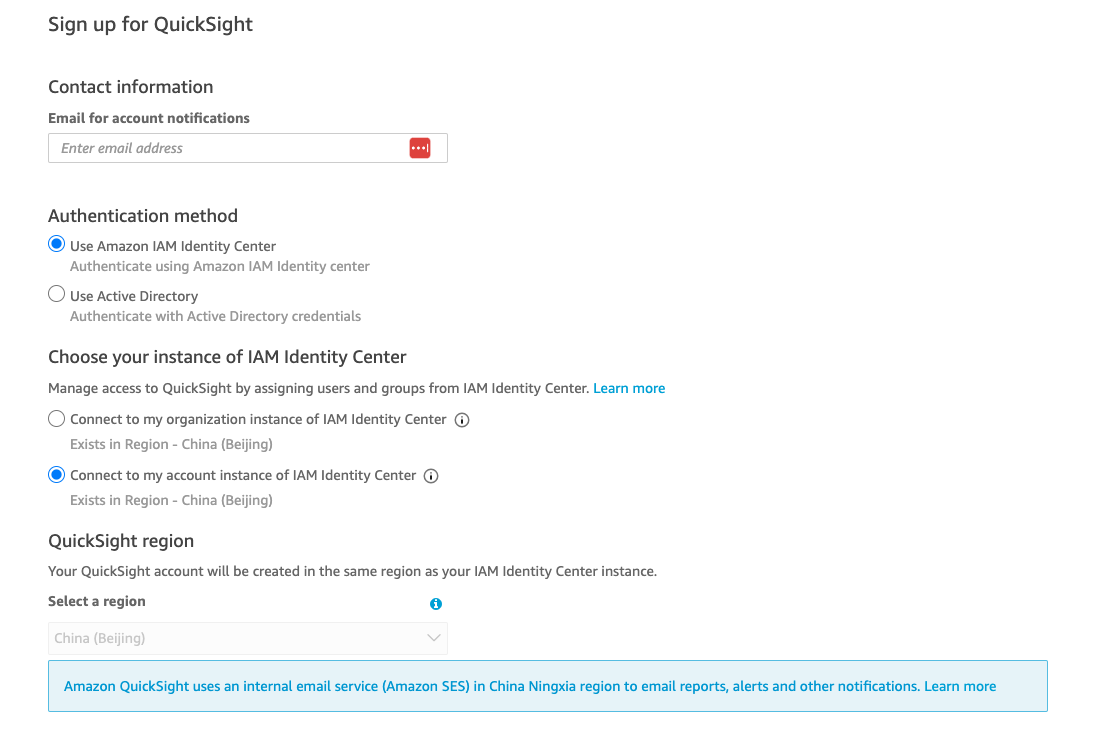 Sign up for QuickSight
Contact information
Email for account notifications
Enter email address
Authentication method
Use Amazon IAM Identity Center
Authenticate using Amazon IAM Identity center
Use Active Directory
Authenticate with Active Directory credentials
Choose your instance of IAM Identity Center
Manage access to QuickSight by assigning users and groups from IAM Identity Center. Learn more
Connect to my organization instance of IAM Identity Center
Exists in Region - China (Beijing)
Connect to my account instance of IAM Identity Center
Exists in Region - China (Beijing)
QuickSight region
Your QuickSight account will be created in the same region as your IAM Identity Center instance.
Select a region
China (Beijing)
Amazon QuickSight uses an internal email service (Amazon SES) in China Ningxia region to email reports, alerts and other notifications. Learn more